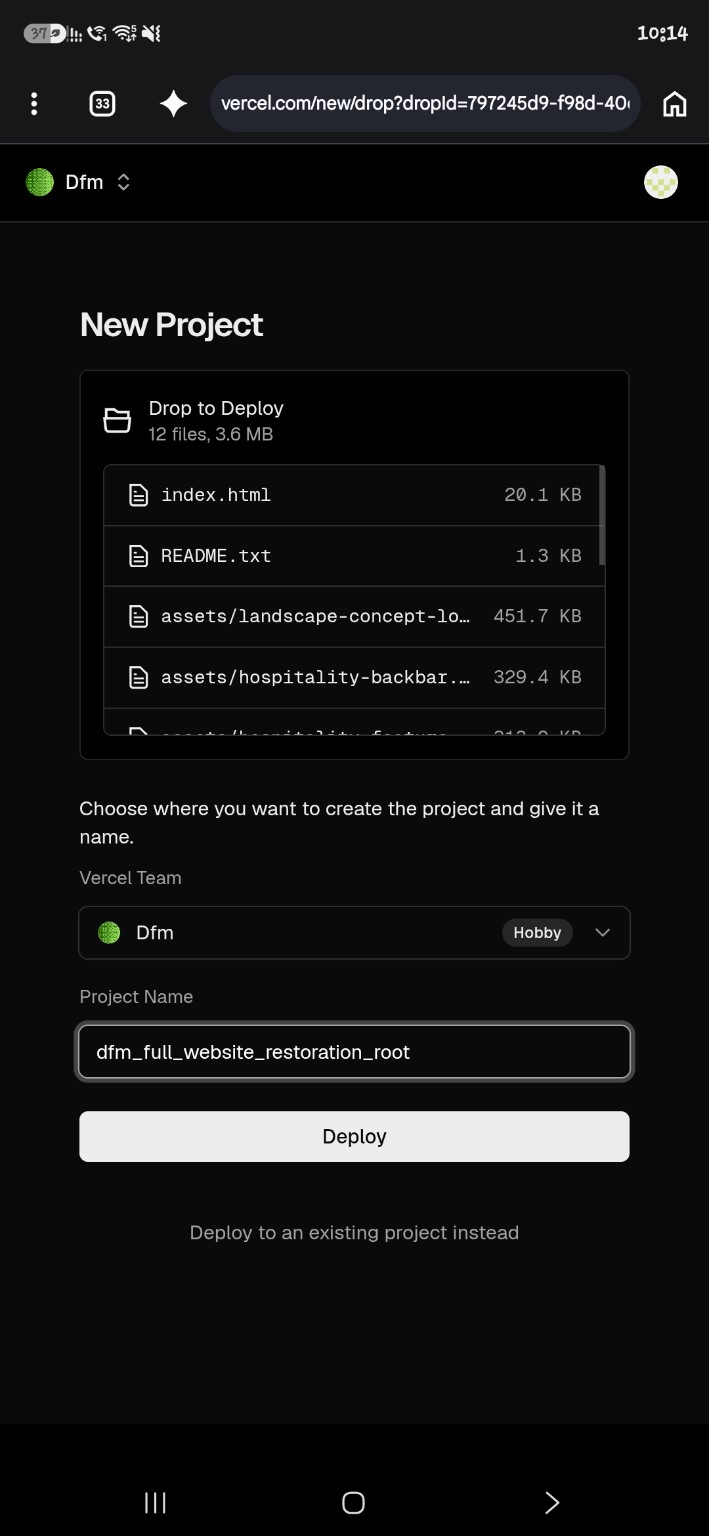 37
10:14
33
vercel.com/new/drop?dropId=797245d9-f98d-40
Dfm
New Project
Drop to Deploy
12 files, 3.6 MB
index.html 20.1 KB
README.txt 1.3 KB
assets/landscape-concept-lo… 451.7 KB
assets/hospitality-backbar.… 329.4 KB
Choose where you want to create the project and give it a
name.
Vercel Team
Dfm Hobby
Project Name
dfm_full_website_restoration_root
Deploy
Deploy to an existing project instead